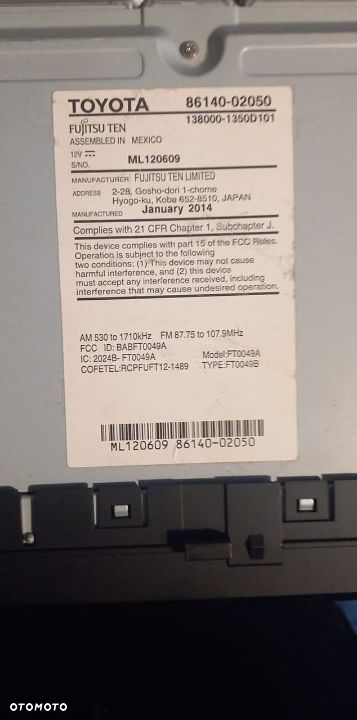 TOYOTA 86140-02050
138000-1350D101
FUJITSU TEN
ASSEMBLED IN MEXICO
12V
S/NO. ML120609
MANUFACTURER FUJITSU TEN LIMITED
ADDRESS 2-28, Gosho-dori 1-chome
Hyogo-ku, Kobe 652-8510, JAPAN
MANUFACTURED January 2014
Complies with 21 CFR Chapter 1, Subchapter J.
This device complies with part 15 of the FCC Rules.
Operation is subject to the following
two conditions: (1) This device may not cause
harmful interference, and (2) this device
must accept any interference received, including
interference that may cause undesired operation.
AM 530 to 1710kHz FM 87.75 to 107.9MHz
FCC ID: BABFT0049A
IC: 2024B-FT0049A Model:FT0049A
COFETEL:RCPFUFT12-1489 TYPE:FT0049B
ML120609 86140-02050
OTOMOTO